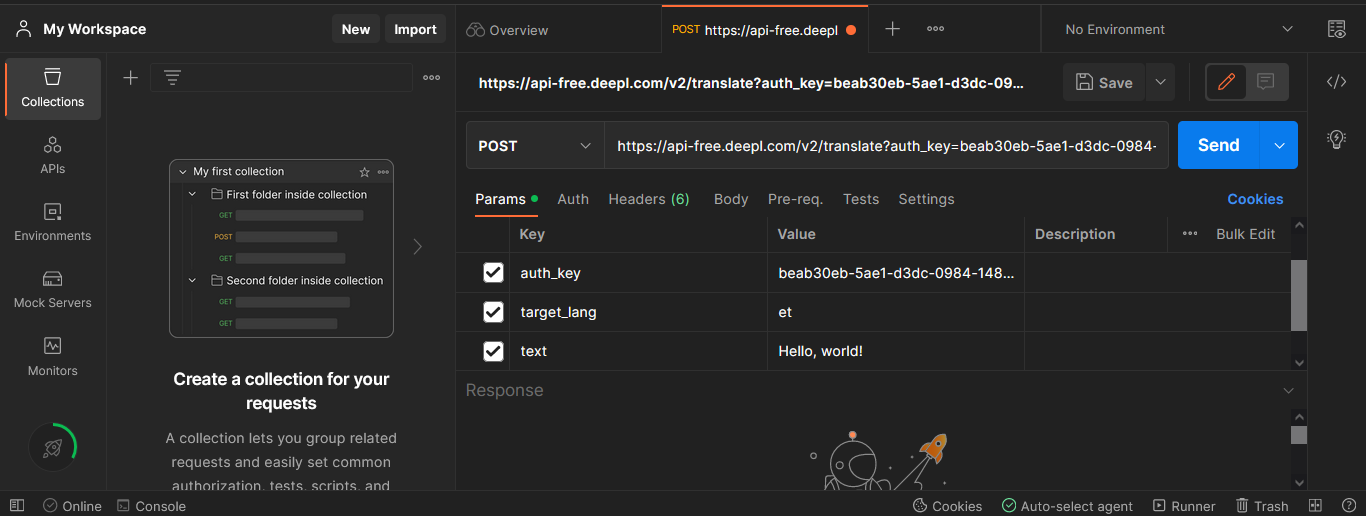 My Workspace
New
Import
Overview
POST https://api-free.deepl
No Environment
Collections
APIs
Environments
Mock Servers
Monitors
My first collection
First folder inside collection
GET
POST
GET
Second folder inside collection
GET
GET
Create a collection for your
requests
A collection lets you group related
requests and easily set common
authorization, tests, scripts, and
https://api-free.deepl.com/v2/translate?auth_key=beab30eb-5ae1-d3dc-09...
Save
POST
https://api-free.deepl.com/v2/translate?auth_key=beab30eb-5ae1-d3dc-0984-
Send
Params Auth Headers (6) Body Pre-req. Tests Settings Cookies
Key Value Description Bulk Edit
auth_key beab30eb-5ae1-d3dc-0984-148...
target_lang et
text Hello, world!
Response
Online Console Cookies Auto-select agent Runner Trash